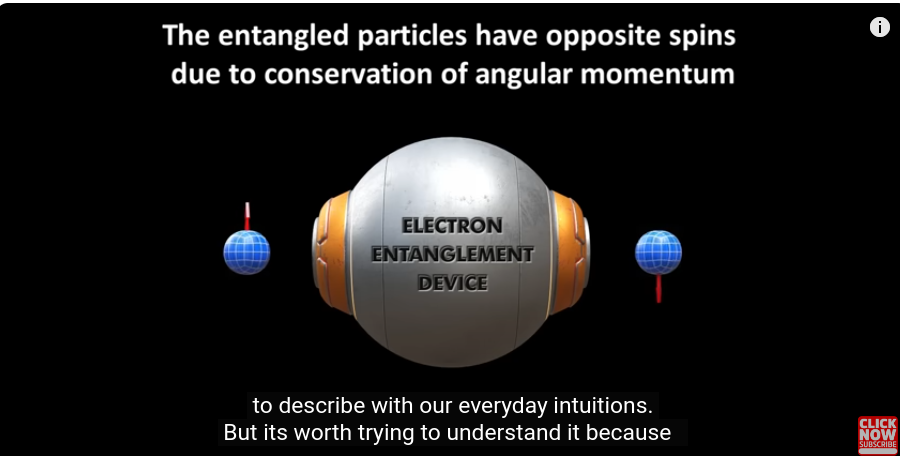 The entangled particles have opposite spins
due to conservation of angular momentum
i
ELECTRON
ENTANGLEMENT
DEVICE
to describe with our everyday intuitions.
But its worth trying to understand it because
CLICK
NOW
SUBSCRIBE